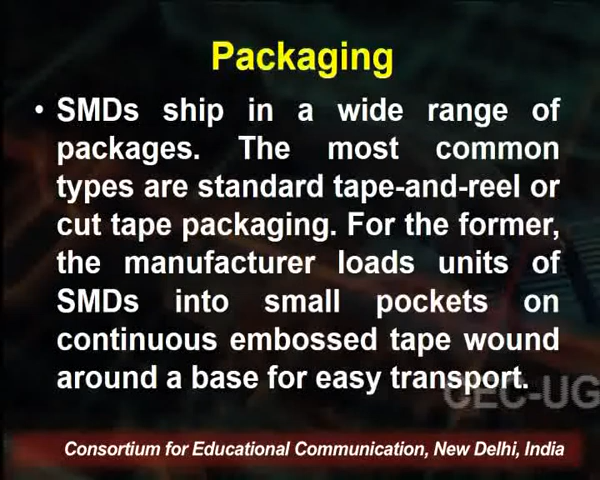 Packaging
• SMDs ship in a wide range of
packages. The most common
types are standard tape-and-reel or
cut tape packaging. For the former,
the manufacturer loads units of
SMDs into small pockets on
continuous embossed tape wound
around a base for easy transport.
CEC-UG
Consortium for Educational Communication, New Delhi, India